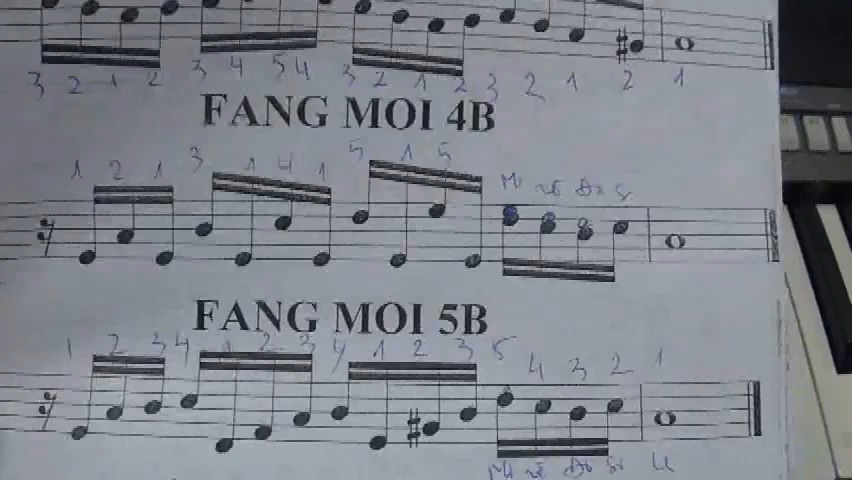 3 2 1 2 3 4 5 4 3 2 1 2 3 2 1 2 1
FANG MOI 4B
1 2 1 3 1 4 1 5 1 5
FANG MOI 5B
1 2 3 4 1 2 3 4 1 2 3 5 4 3 2 1